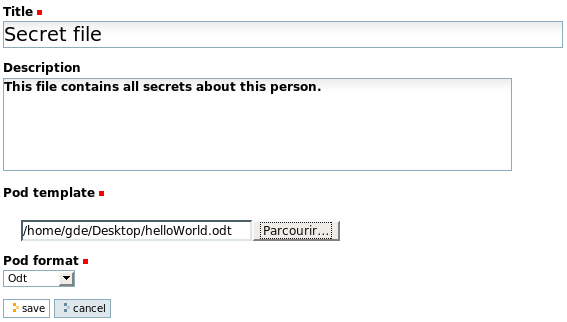 Title
Secret file
Description
This file contains all secrets about this person.
Pod template
/home/gde/Desktop/helloWorld.odt Parcourir...
Pod format
Odt
save cancel